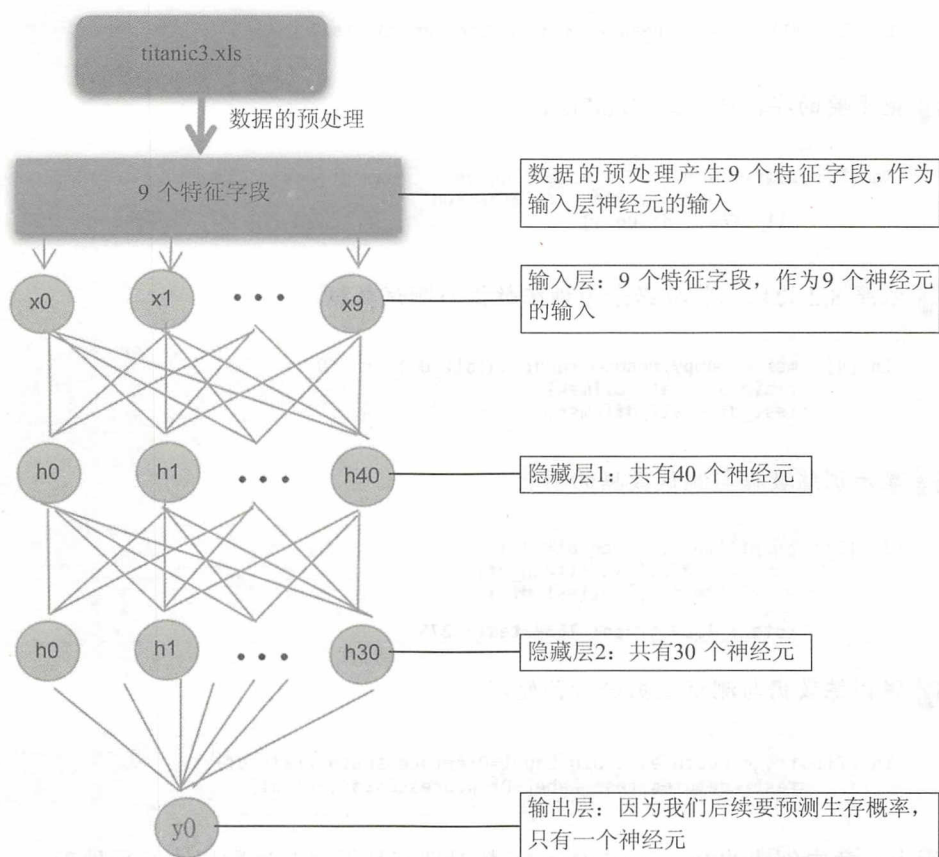 titanic3.xls
数据的预处理
9 个特征字段
数据的预处理产生9 个特征字段,作为
输入层神经元的输入
x0 x1 ••• x9
输入层：9 个特征字段，作为9 个神经元
的输入
h0 h1 ••• h40
隐藏层1：共有40 个神经元
h0 h1 ••• h30
隐藏层2：共有30 个神经元
y0
输出层：因为我们后续要预测生存概率，
只有一个神经元